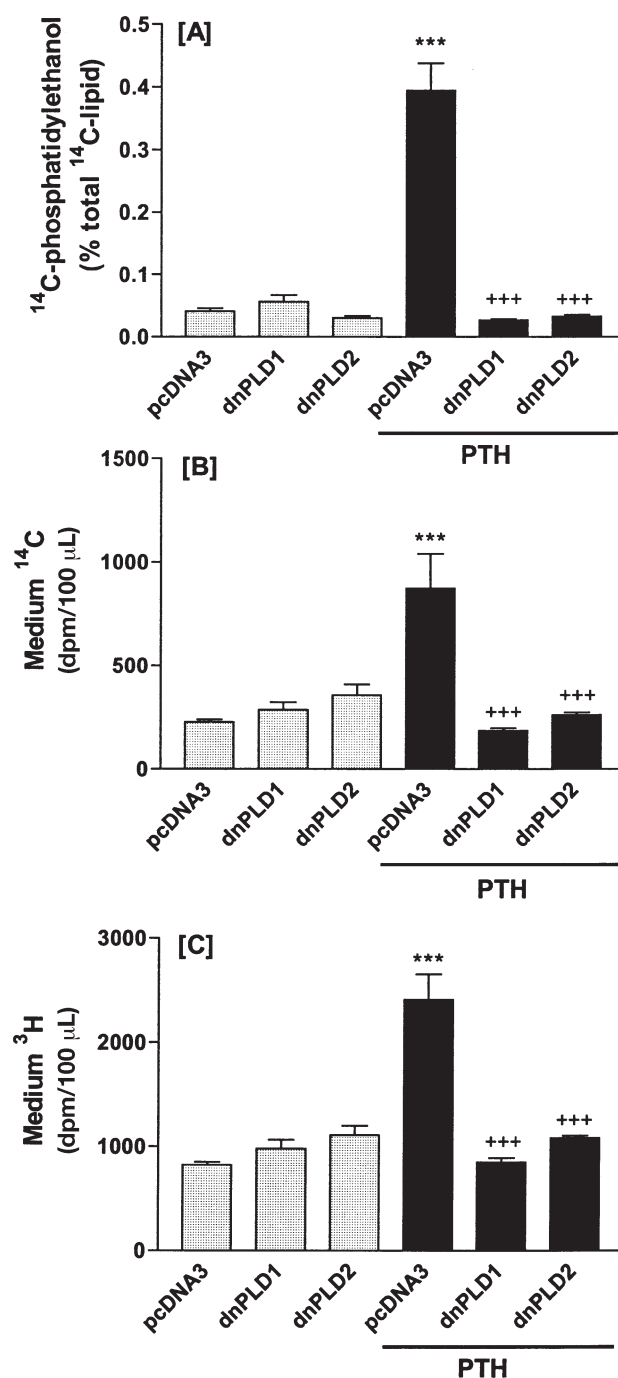 [A]
¹⁴C-phosphatidylethanol
(% total ¹⁴C-lipid)
0.5
0.4
0.3
0.2
0.1
0.0
***
+++ +++
pcDNA3 dnPLD1 dnPLD2 pcDNA3 dnPLD1 dnPLD2
PTH
[B]
Medium ¹⁴C
(dpm/100 µL)
1500
1000
500
0
***
+++ +++
pcDNA3 dnPLD1 dnPLD2 pcDNA3 dnPLD1 dnPLD2
PTH
[C]
Medium ³H
(dpm/100 µL)
3000
2000
1000
0
***
+++ +++
pcDNA3 dnPLD1 dnPLD2 pcDNA3 dnPLD1 dnPLD2
PTH